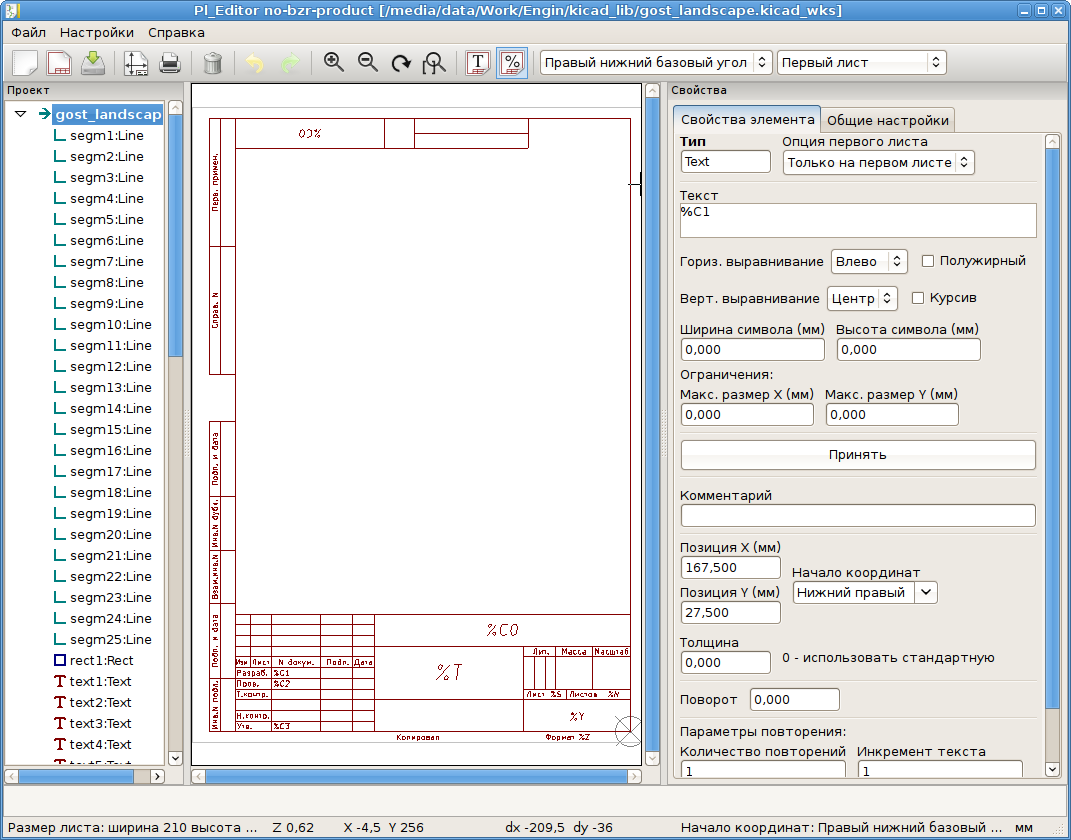 Pl_Editor no-bzr-product [/media/data/Work/Engin/kicad_lib/gost_landscape.kicad_wks]
Файл Настройки Справка
T % Правый нижний базовый угол Первый лист
Проект
gost_landscap
segm1:Line
segm2:Line
segm3:Line
segm4:Line
segm5:Line
segm6:Line
segm7:Line
segm8:Line
segm9:Line
segm10:Line
segm11:Line
segm12:Line
segm13:Line
segm14:Line
segm15:Line
segm16:Line
segm17:Line
segm18:Line
segm19:Line
segm20:Line
segm21:Line
segm22:Line
segm23:Line
segm24:Line
segm25:Line
rect1:Rect
text1:Text
text2:Text
text3:Text
text4:Text
%C0
Перв. примен.
Справ. N
Подп. и дата
Инв.N дубл.
Взам.инв.N
Подп. и дата
Инв.N подл.
%C0
Изм Лист N докум. Подп. Дата
Разраб. %C1
Пров. %C2
Т.контр.
Н.контр.
Утв. %C3
%T
Лит. Масса Масштаб
Лист %S Листов %N
%Y
Копировал Формат %Z
Свойства
Свойства элемента Общие настройки
Тип Опция первого листа
Text Только на первом листе
Текст
%C1
Гориз. выравнивание Влево Полужирный
Верт. выравнивание Центр Курсив
Ширина символа (мм) Высота символа (мм)
0,000 0,000
Ограничения:
Макс. размер X (мм) Макс. размер Y (мм)
0,000 0,000
Принять
Комментарий
Позиция X (мм)
167,500
Начало координат
Позиция Y (мм) Нижний правый
27,500
Толщина
0,000 0 - использовать стандартную
Поворот 0,000
Параметры повторения:
Количество повторений Инкремент текста
1 1
Размер листа: ширина 210 высота ... Z 0,62 X -4,5 Y 256 dx -209,5 dy -36 Начало координат: Правый нижний базовый ... мм